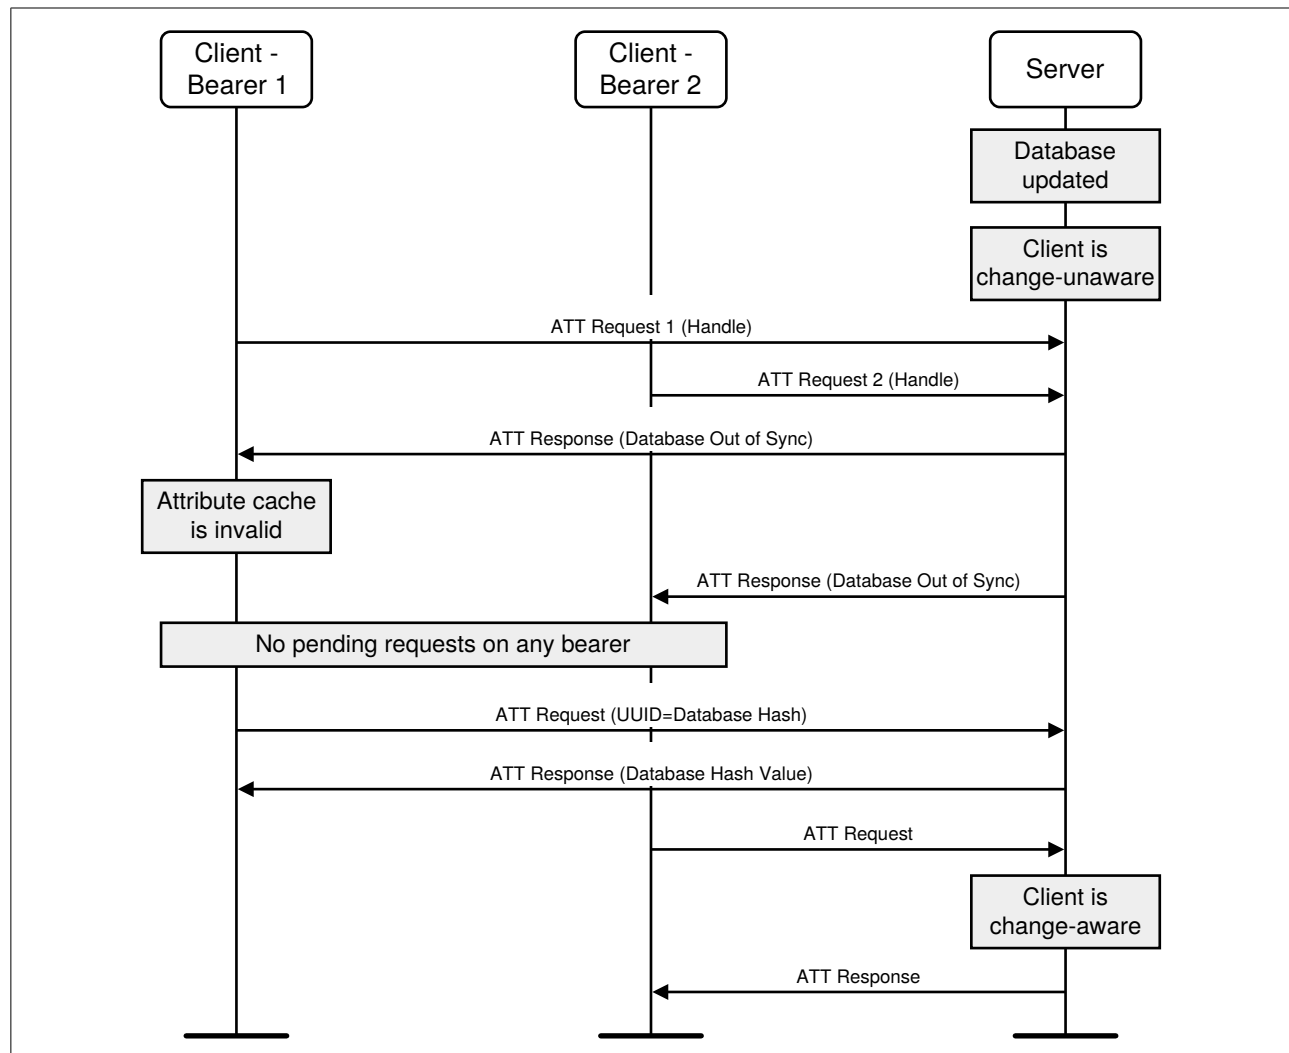 Client -
Bearer 1
Client -
Bearer 2
Server
Database
updated
Client is
change-unaware
ATT Request 1 (Handle)
ATT Request 2 (Handle)
ATT Response (Database Out of Sync)
Attribute cache
is invalid
ATT Response (Database Out of Sync)
No pending requests on any bearer
ATT Request (UUID=Database Hash)
ATT Response (Database Hash Value)
ATT Request
Client is
change-aware
ATT Response